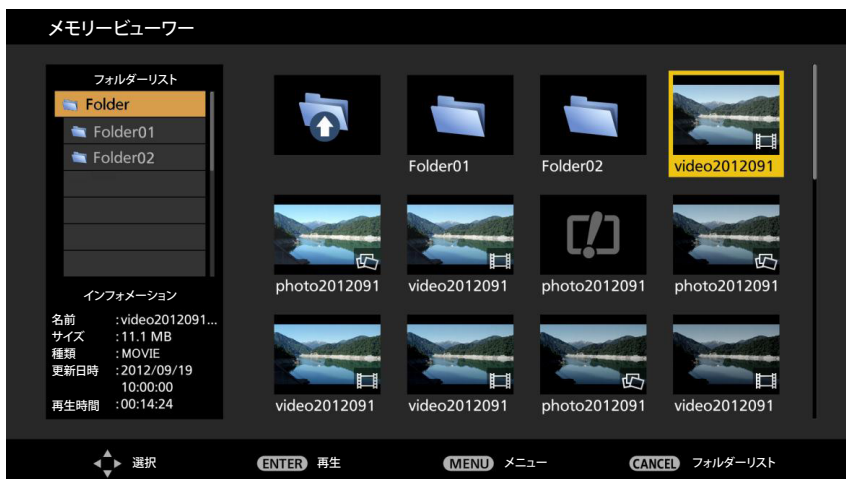 メモリービューワー
フォルダーリスト
Folder
Folder01
Folder02
インフォメーション
名前 :video2012091...
サイズ :11.1 MB
種類 :MOVIE
更新日時 :2012/09/19
10:00:00
再生時間 :00:14:24
Folder01 Folder02 video2012091
photo2012091 video2012091 photo2012091 photo2012091
video2012091 video2012091 photo2012091 video2012091
選択 ENTER 再生 MENU メニュー CANCEL フォルダーリスト